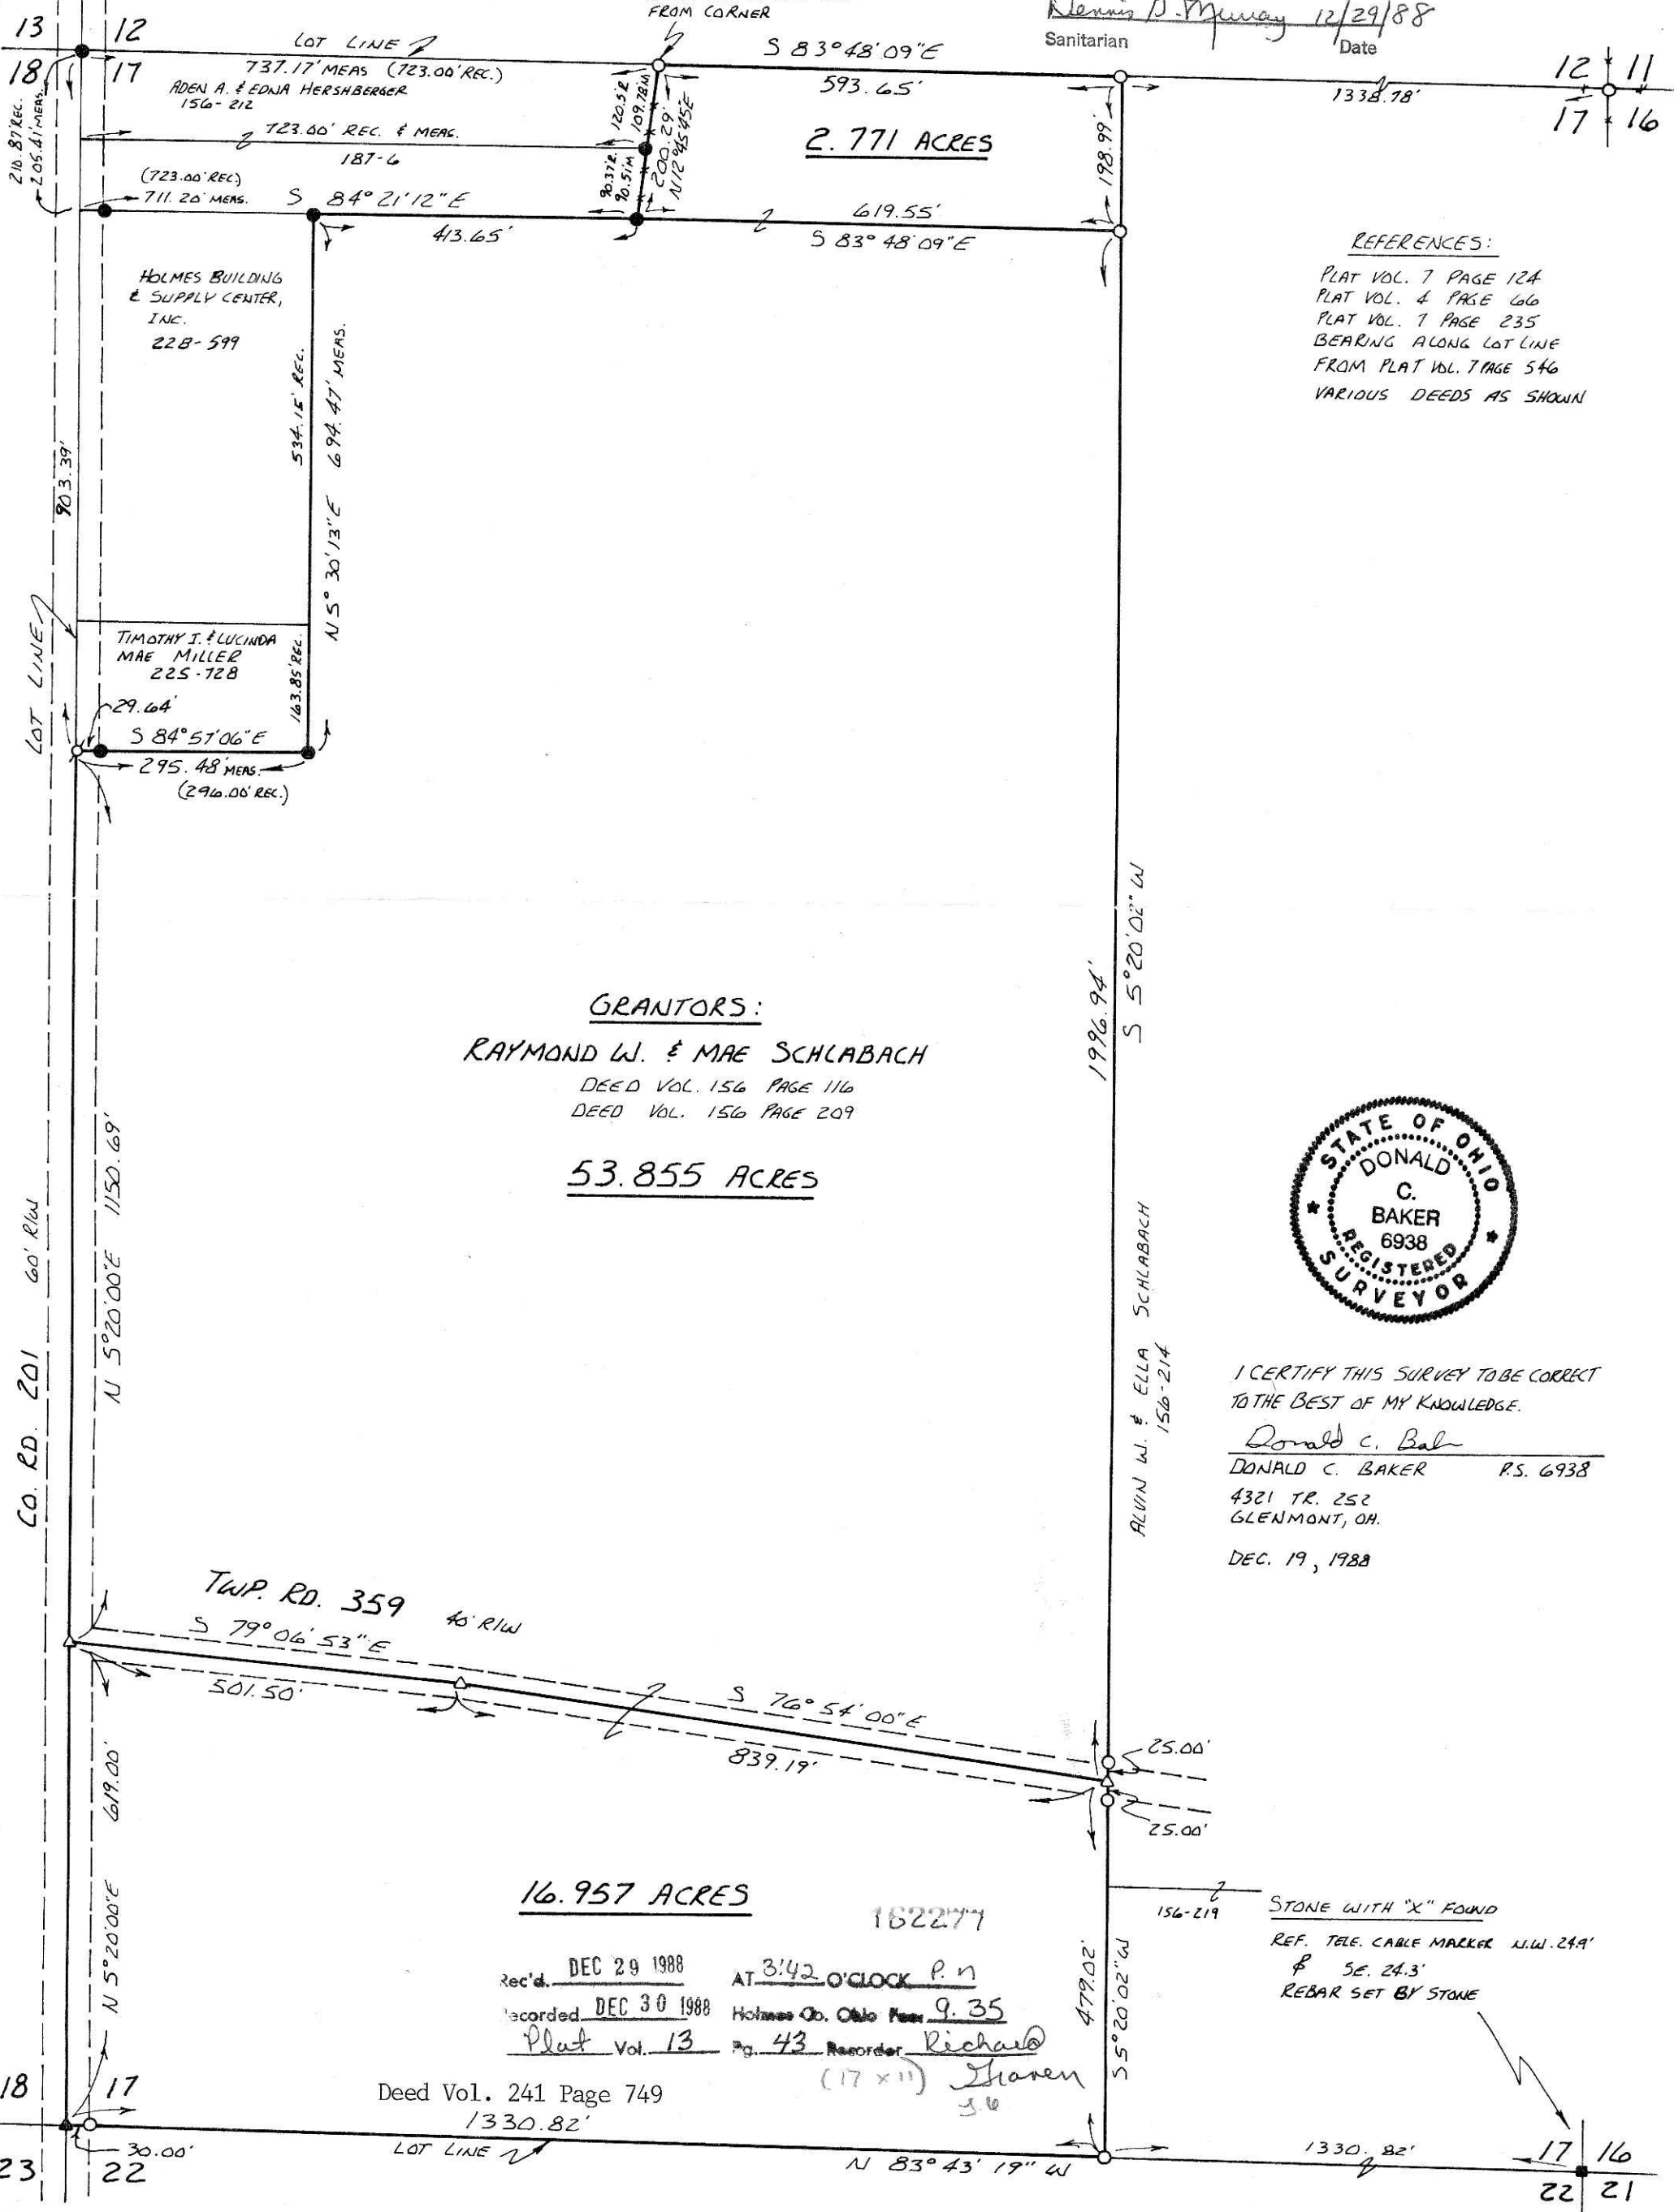 FROM CORNER
Dennis D. Murray 12/29/88
Sanitarian
Date
13 12
18 17
LOT LINE
S 83°48'09"E
12 11
17 16
737.17' MEAS (723.00' REC.)
593.65'
1338.78'
ADEN A. & EDNA HERSHBERGER
156-212
210.87' REC.
205.41' MEAS.
723.00' REC. & MEAS.
187-6
120.5'R
109.78'M
90.37'R.
90.51'M
200.29'
N12°45'45E
2.771 ACRES
198.99'
(723.00' REC)
711.20' MEAS.
S 84°21'12"E
413.65'
619.55'
S 83°48'09"E
REFERENCES:
PLAT VOL. 7 PAGE 124
PLAT VOL. 4 PAGE 66
PLAT VOL. 7 PAGE 235
BEARING ALONG LOT LINE
FROM PLAT VOL. 7 PAGE 546
VARIOUS DEEDS AS SHOWN
HOLMES BUILDING
& SUPPLY CENTER,
INC.
228-599
534.15' REC.
N 5°30'13"E 694.47' MEAS.
903.39'
LOT LINE
TIMOTHY I. & LUCINDA
MAE MILLER
225-728
163.85' REC.
29.64'
S 84°57'06"E
295.48' MEAS.
(296.00' REC.)
1996.94'
S 5°20'02" W
GRANTORS:
RAYMOND W. & MAE SCHLABACH
DEED VOL. 156 PAGE 116
DEED VOL. 156 PAGE 209
53.855 ACRES
STATE OF OHIO
DONALD
C.
BAKER
6938
REGISTERED
SURVEYOR
CO. RD. 201 60' R/W
N 5°20'00"E 1150.69'
ALVIN W. & ELLA SCHLABACH
156-214
I CERTIFY THIS SURVEY TO BE CORRECT
TO THE BEST OF MY KNOWLEDGE.
Donald C. Bak
DONALD C. BAKER P.S. 6938
4321 TR. 252
GLENMONT, OH.
DEC. 19, 1988
TWP. RD. 359 40' R/W
S 79°06'53"E
501.50'
S 76°54'00"E
839.19'
25.00'
25.00'
N 5°20'00"E 619.00'
16.957 ACRES
162277
156-219
STONE WITH "X" FOUND
REF. TELE. CABLE MARKER N.W. 24.9'
& SE. 24.3'
REBAR SET BY STONE
479.02'
S 5°20'02"W
Rec'd. DEC 29 1988 AT 3:42 O'CLOCK P.M
ecorded DEC 30 1988 Holmes Co. Ohio Fee 9.35
Plat Vol. 13 Pg. 43 Recorder Richard
(17 x 11) Graven
Deed Vol. 241 Page 749
18 17
23 22
30.00'
1330.82'
LOT LINE
N 83°43'19" W
1330.82'
17 16
22 21